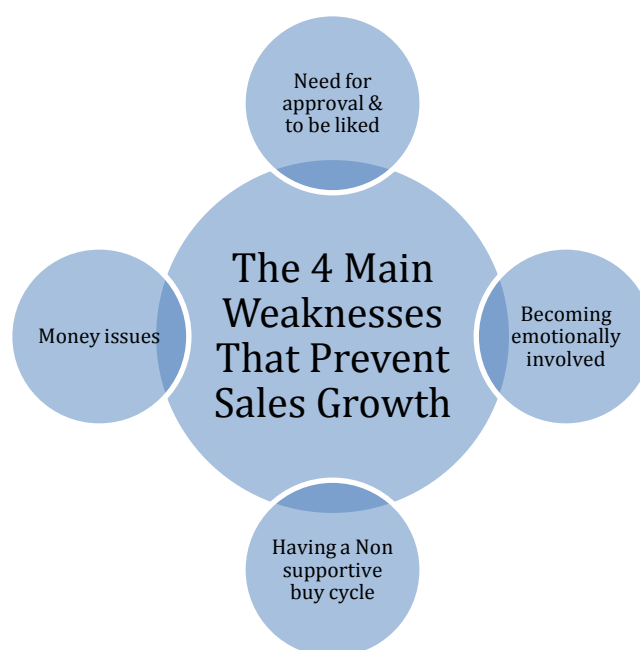 Need for
approval &
to be liked
The 4 Main
Weaknesses
That Prevent
Sales Growth
Money issues
Becoming
emotionally
involved
Having a Non
supportive
buy cycle